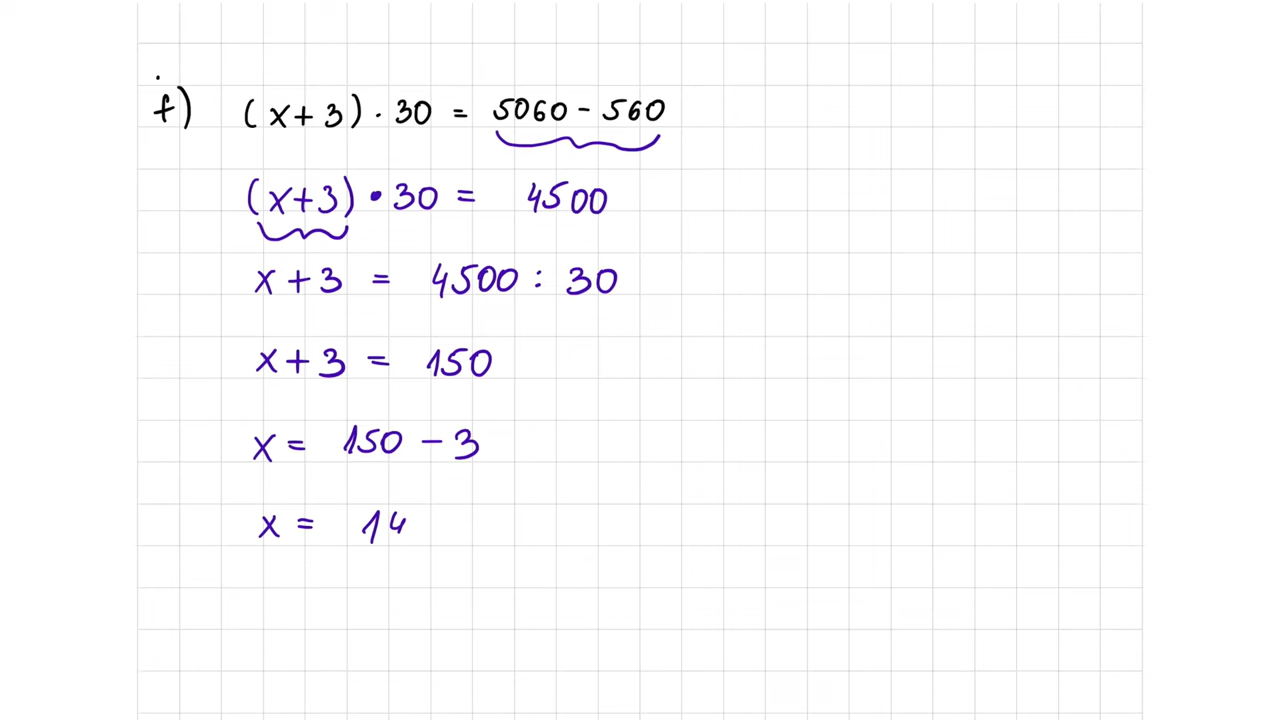 f) (x+3) · 30 = 5060 - 560
(x+3) · 30 = 4500
x+3 = 4500 : 30
x+3 = 150
x = 150 - 3
x = 14